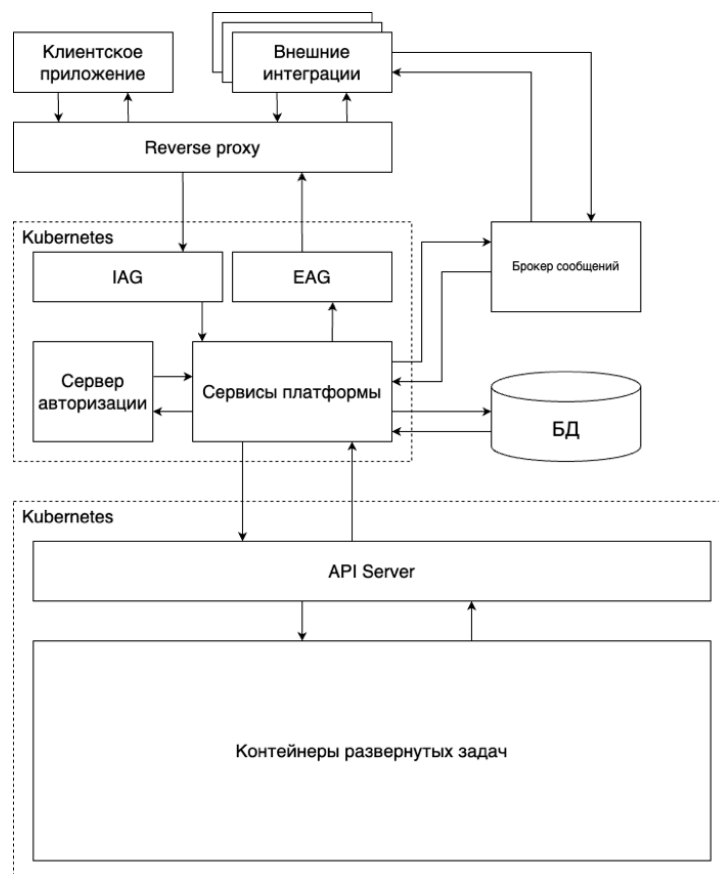 Клиентское
приложение
Внешние
интеграции
Reverse proxy
Kubernetes
IAG
EAG
Брокер сообщений
Сервер
авторизации
Сервисы платформы
БД
Kubernetes
API Server
Контейнеры развернутых задач